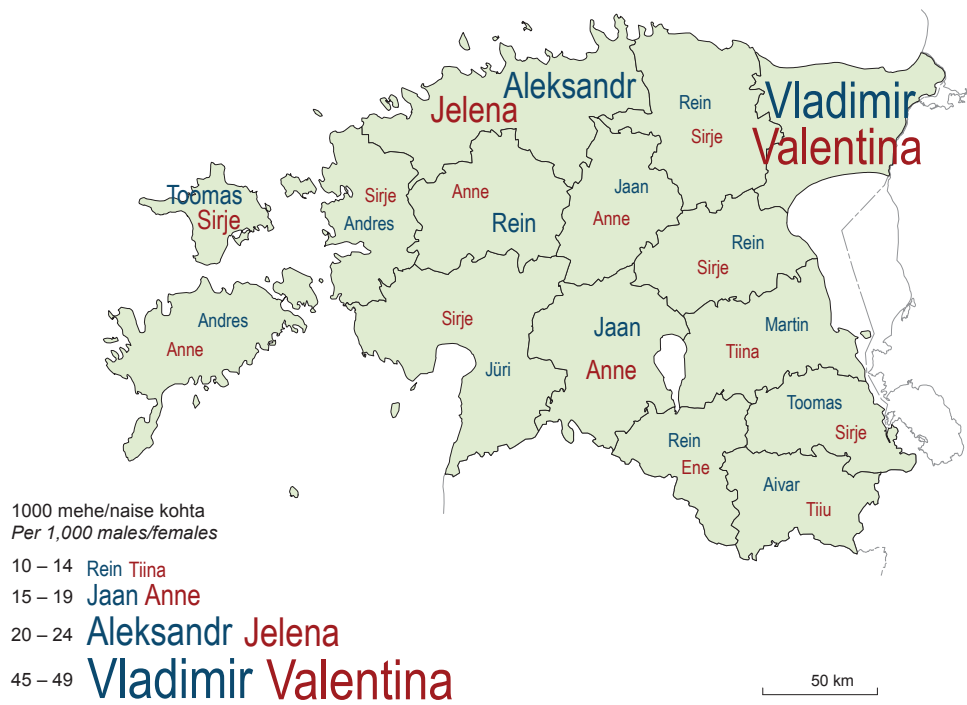 Aleksandr
Jelena
Vladimir
Valentina
Rein
Sirje
Toomas
Sirje
Sirje
Andres
Anne
Rein
Jaan
Anne
Rein
Sirje
Andres
Anne
Sirje
Jüri
Jaan
Anne
Martin
Tiina
Toomas
Sirje
Rein
Ene
Aivar
Tiiu
1000 mehe/naise kohta
Per 1,000 males/females
10 – 14 Rein Tiina
15 – 19 Jaan Anne
20 – 24 Aleksandr Jelena
45 – 49 Vladimir Valentina
50 km